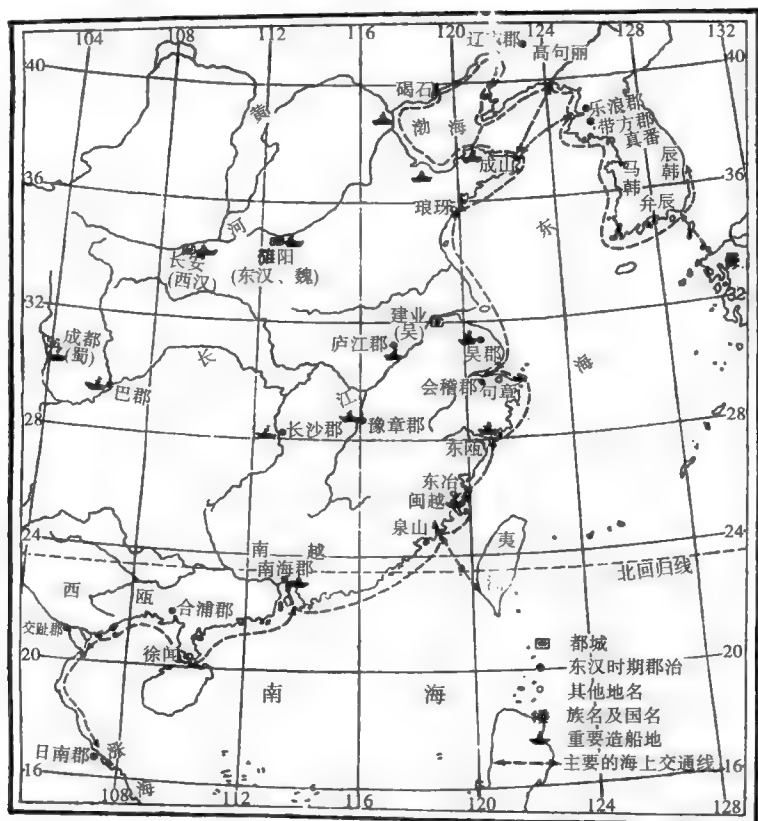 104 108 112 116 120 124 132
40 40
辽东郡
高句丽
碣石
黄
渤海
乐浪郡
带方郡
真番
成山
辰韩
马韩
36 36
弁辰
琅玡
河
东
长安
(西汉)
雒阳
(东汉、魏)
32 32
建业
(吴)
成都
(蜀)
长
庐江郡
吴郡
海
江
会稽郡
句章
巴郡
28 28
长沙郡
豫章郡
东瓯
东冶
闽越
泉山
24 24
南越
夷
南海郡
北回归线
西瓯
合浦郡
交趾郡
徐闻
20 20
都城
东汉时期郡治
其他地名
南海
族名及国名
重要造船地
日南郡
涨海
主要的海上交通线
16 16
108 112 116 120 124 128